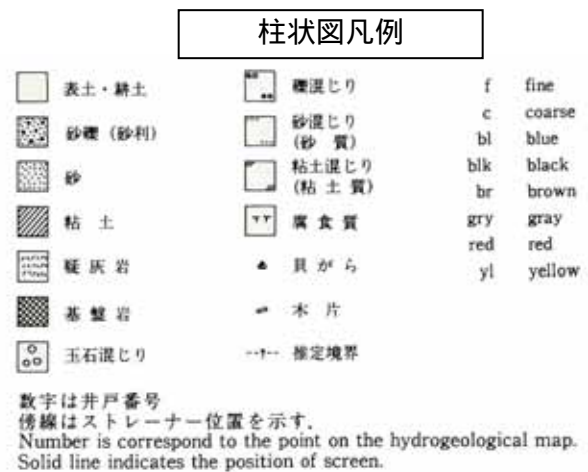 柱状図凡例
表土・耕土
砂礫（砂利）
砂
粘土
疑灰岩
基盤岩
玉石混じり
礫混じり
砂混じり
(砂 質)
粘土混じり
(粘土質)
腐食質
貝がら
木片
推定境界
f fine
c coarse
bl blue
blk black
br brown
gry gray
red red
yl yellow
数字は井戸番号
傍線はストレーナー位置を示す.
Number is correspond to the point on the hydrogeological map.
Solid line indicates the position of screen.